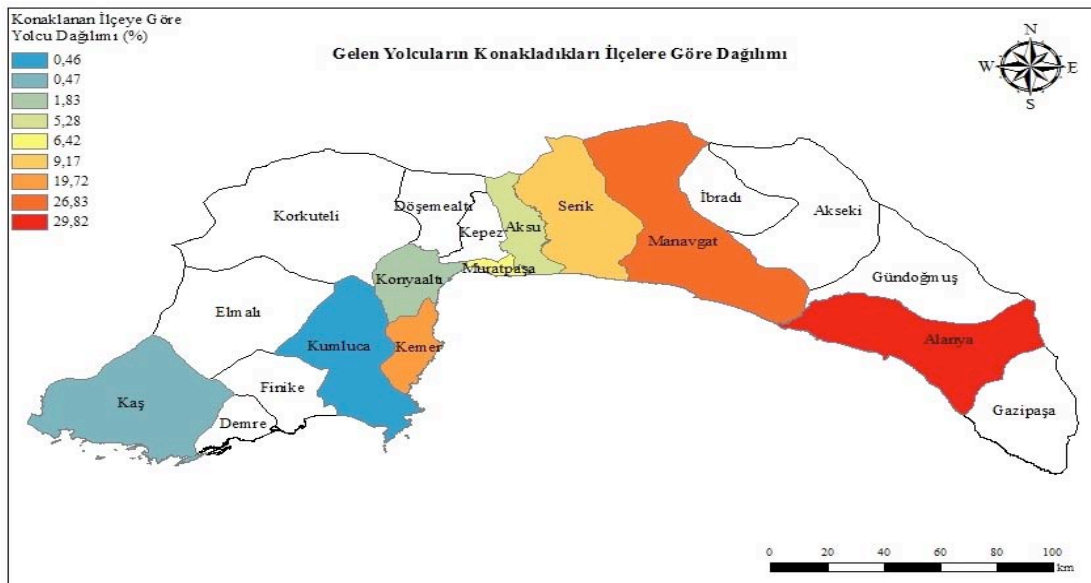 Konaklanan İlçeye Göre
Yolcu Dağılımı (%)
0,46
0,47
1,83
5,28
6,42
9,17
19,72
26,83
29,82
Gelen Yolcuların Konakladıkları İlçelere Göre Dağılımı
N
W
E
S
Korkuteli
Döşemealtı
Kepez
Aksu
Serik
İbradı
Akseki
Manavgat
Muratpaşa
Konyaaltı
Gündoğmuş
Elmalı
Kumluca
Kemer
Alanya
Kaş
Finike
Demre
Gazipaşa
0 20 40 60 80 100
km